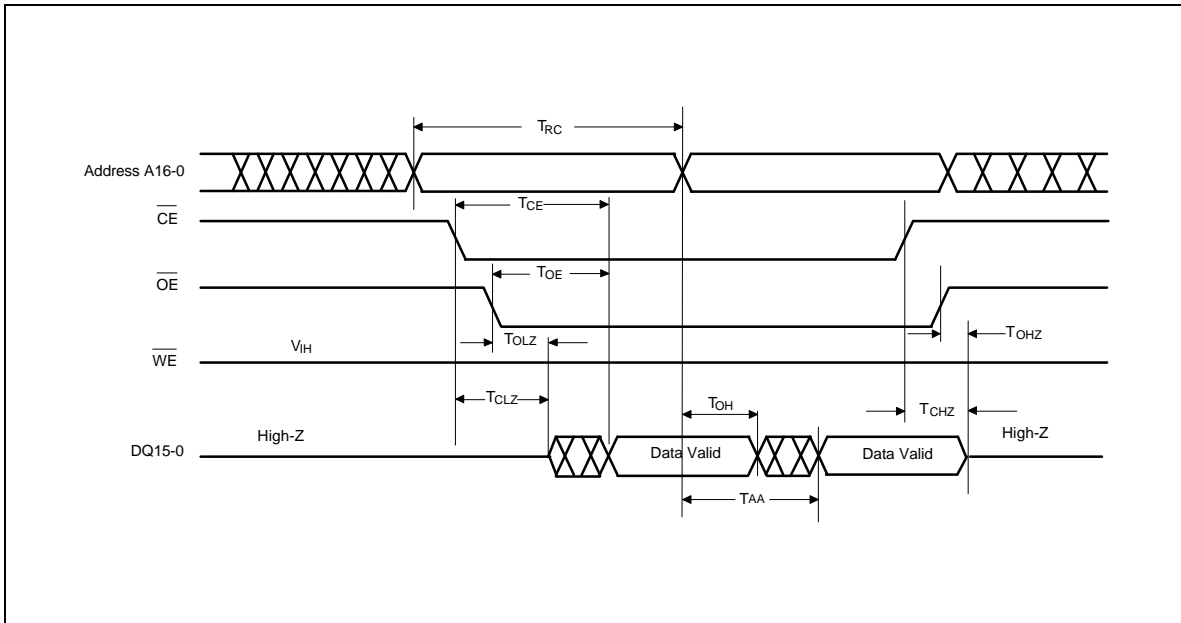 TRC
Address A16-0
TCE
CE
TOE
OE
TOLZ
TOHZ
VIH
WE
TCLZ
TOH
TCHZ
High-Z
High-Z
DQ15-0
Data Valid
Data Valid
TAA